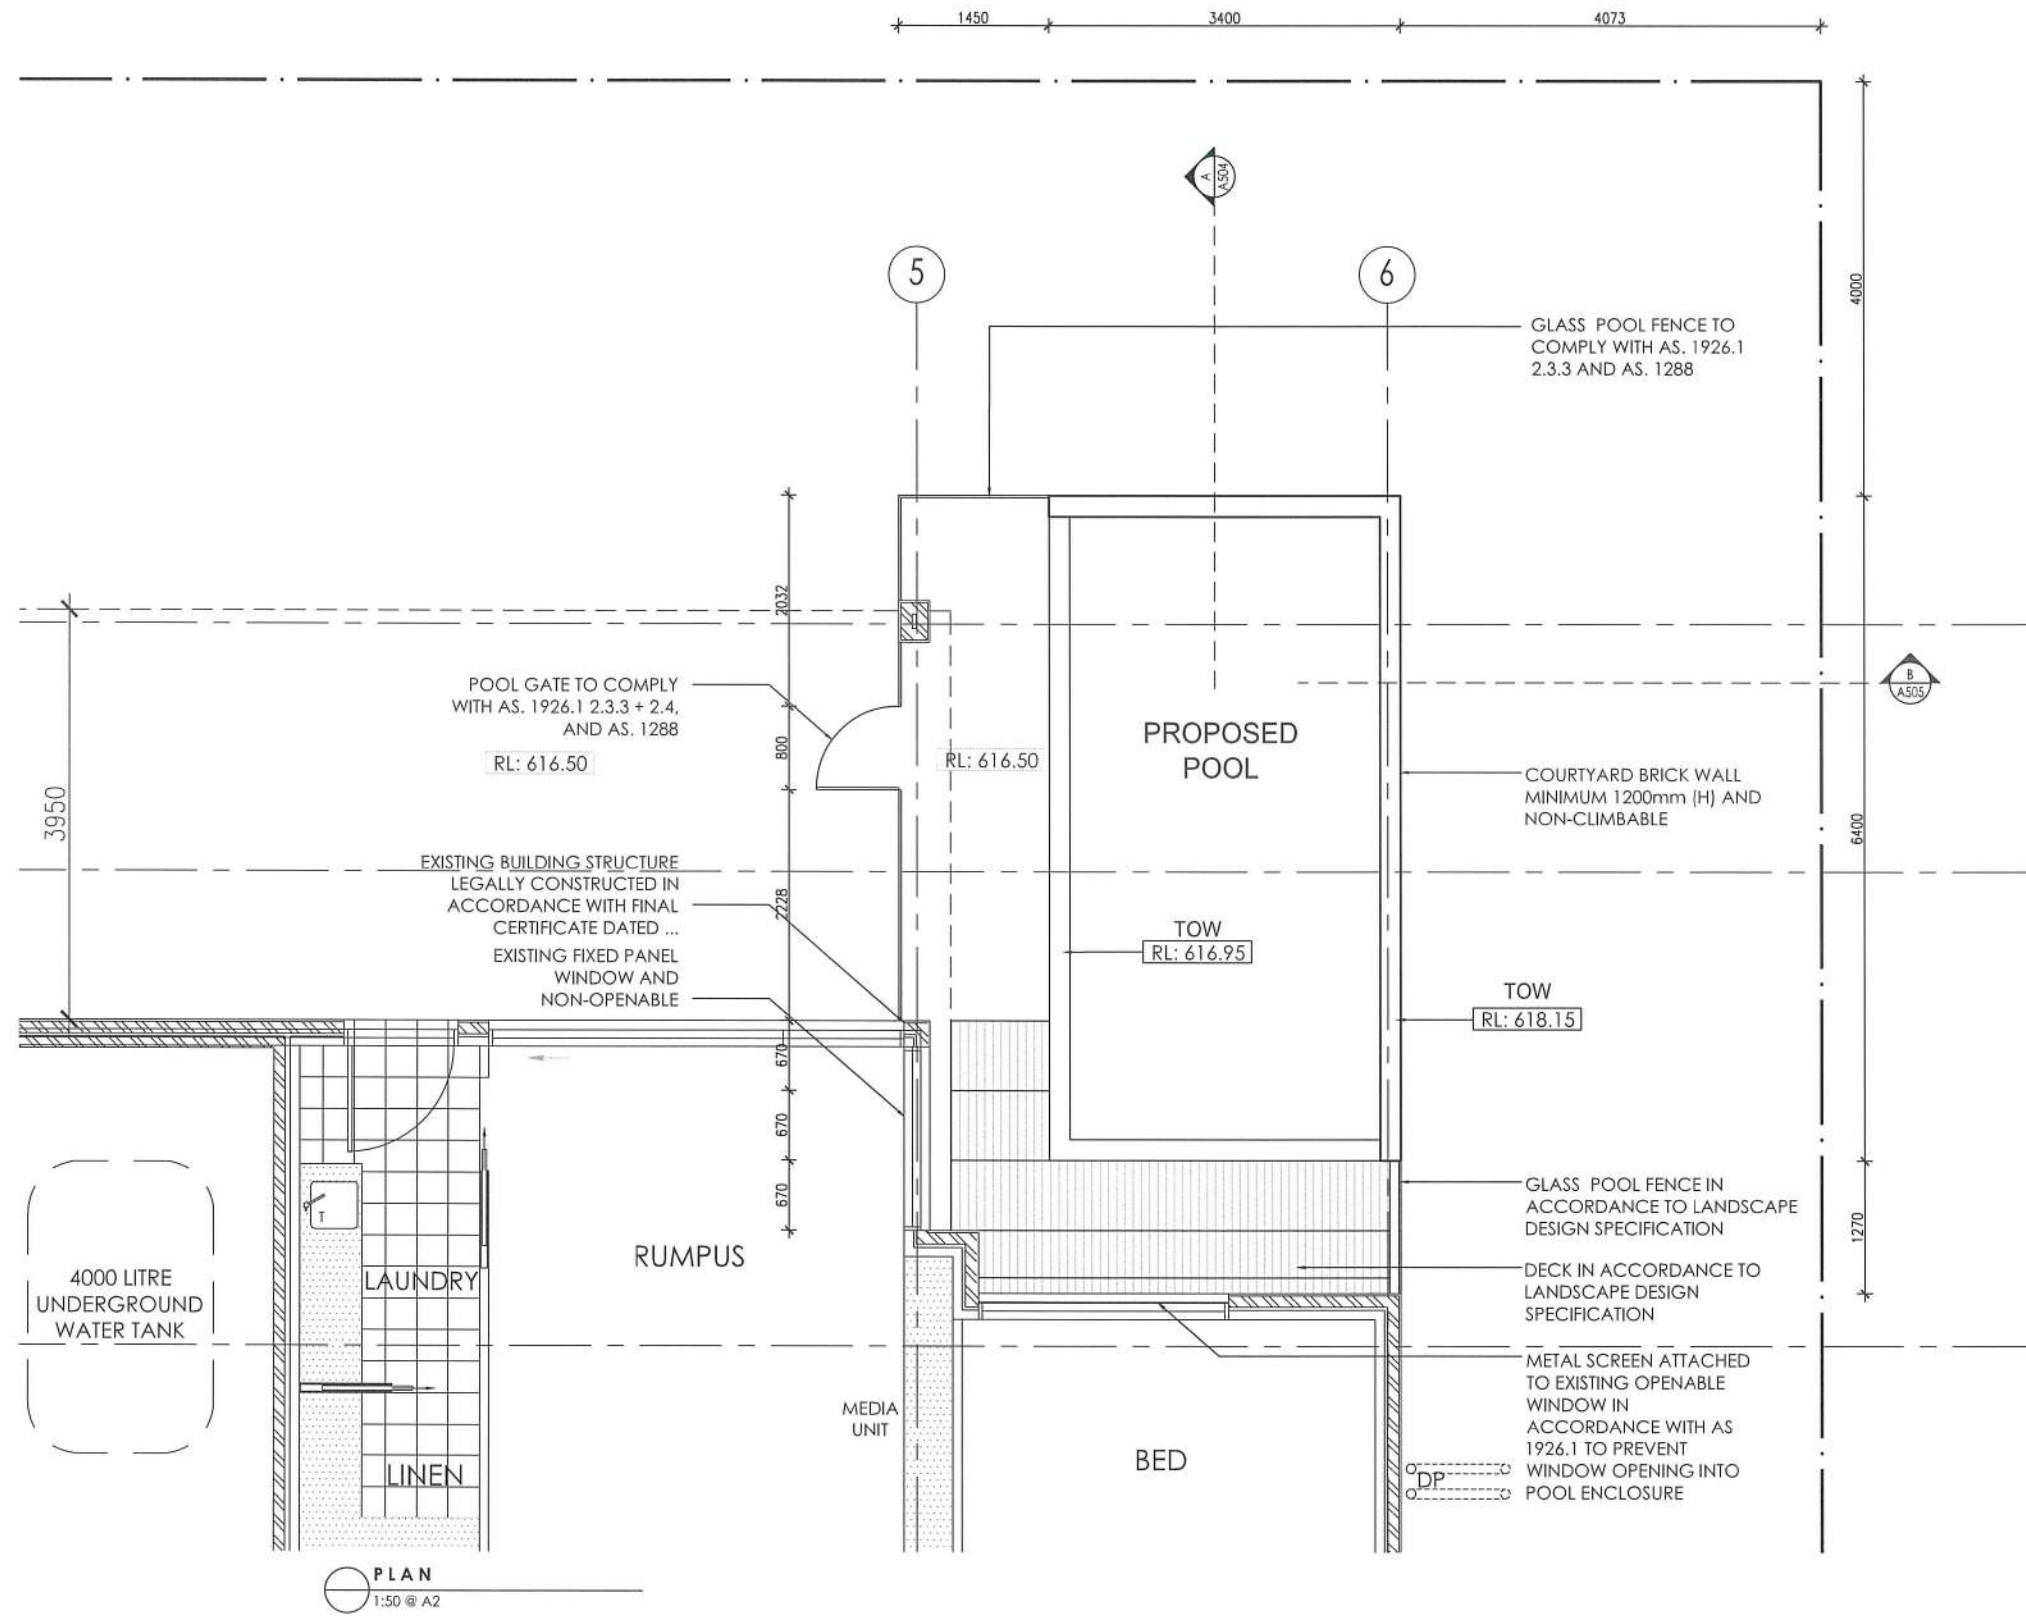 1450
3400
4073
A
A504
5
6
4000
GLASS POOL FENCE TO
COMPLY WITH AS. 1926.1
2.3.3 AND AS. 1288
2032
POOL GATE TO COMPLY
WITH AS. 1926.1 2.3.3 + 2.4,
AND AS. 1288
RL: 616.50
800
RL: 616.50
PROPOSED
POOL
B
A505
COURTYARD BRICK WALL
MINIMUM 1200mm (H) AND
NON-CLIMBABLE
3950
6400
EXISTING BUILDING STRUCTURE
LEGALLY CONSTRUCTED IN
ACCORDANCE WITH FINAL
CERTIFICATE DATED ...
2228
EXISTING FIXED PANEL
WINDOW AND
NON-OPENABLE
TOW
RL: 616.95
TOW
RL: 618.15
670
670
670
GLASS POOL FENCE IN
ACCORDANCE TO LANDSCAPE
DESIGN SPECIFICATION
1270
T
RUMPUS
LAUNDRY
4000 LITRE
UNDERGROUND
WATER TANK
DECK IN ACCORDANCE TO
LANDSCAPE DESIGN
SPECIFICATION
METAL SCREEN ATTACHED
TO EXISTING OPENABLE
WINDOW IN
ACCORDANCE WITH AS
1926.1 TO PREVENT
WINDOW OPENING INTO
POOL ENCLOSURE
MEDIA
UNIT
BED
DP
LINEN
PLAN
1:50 @ A2